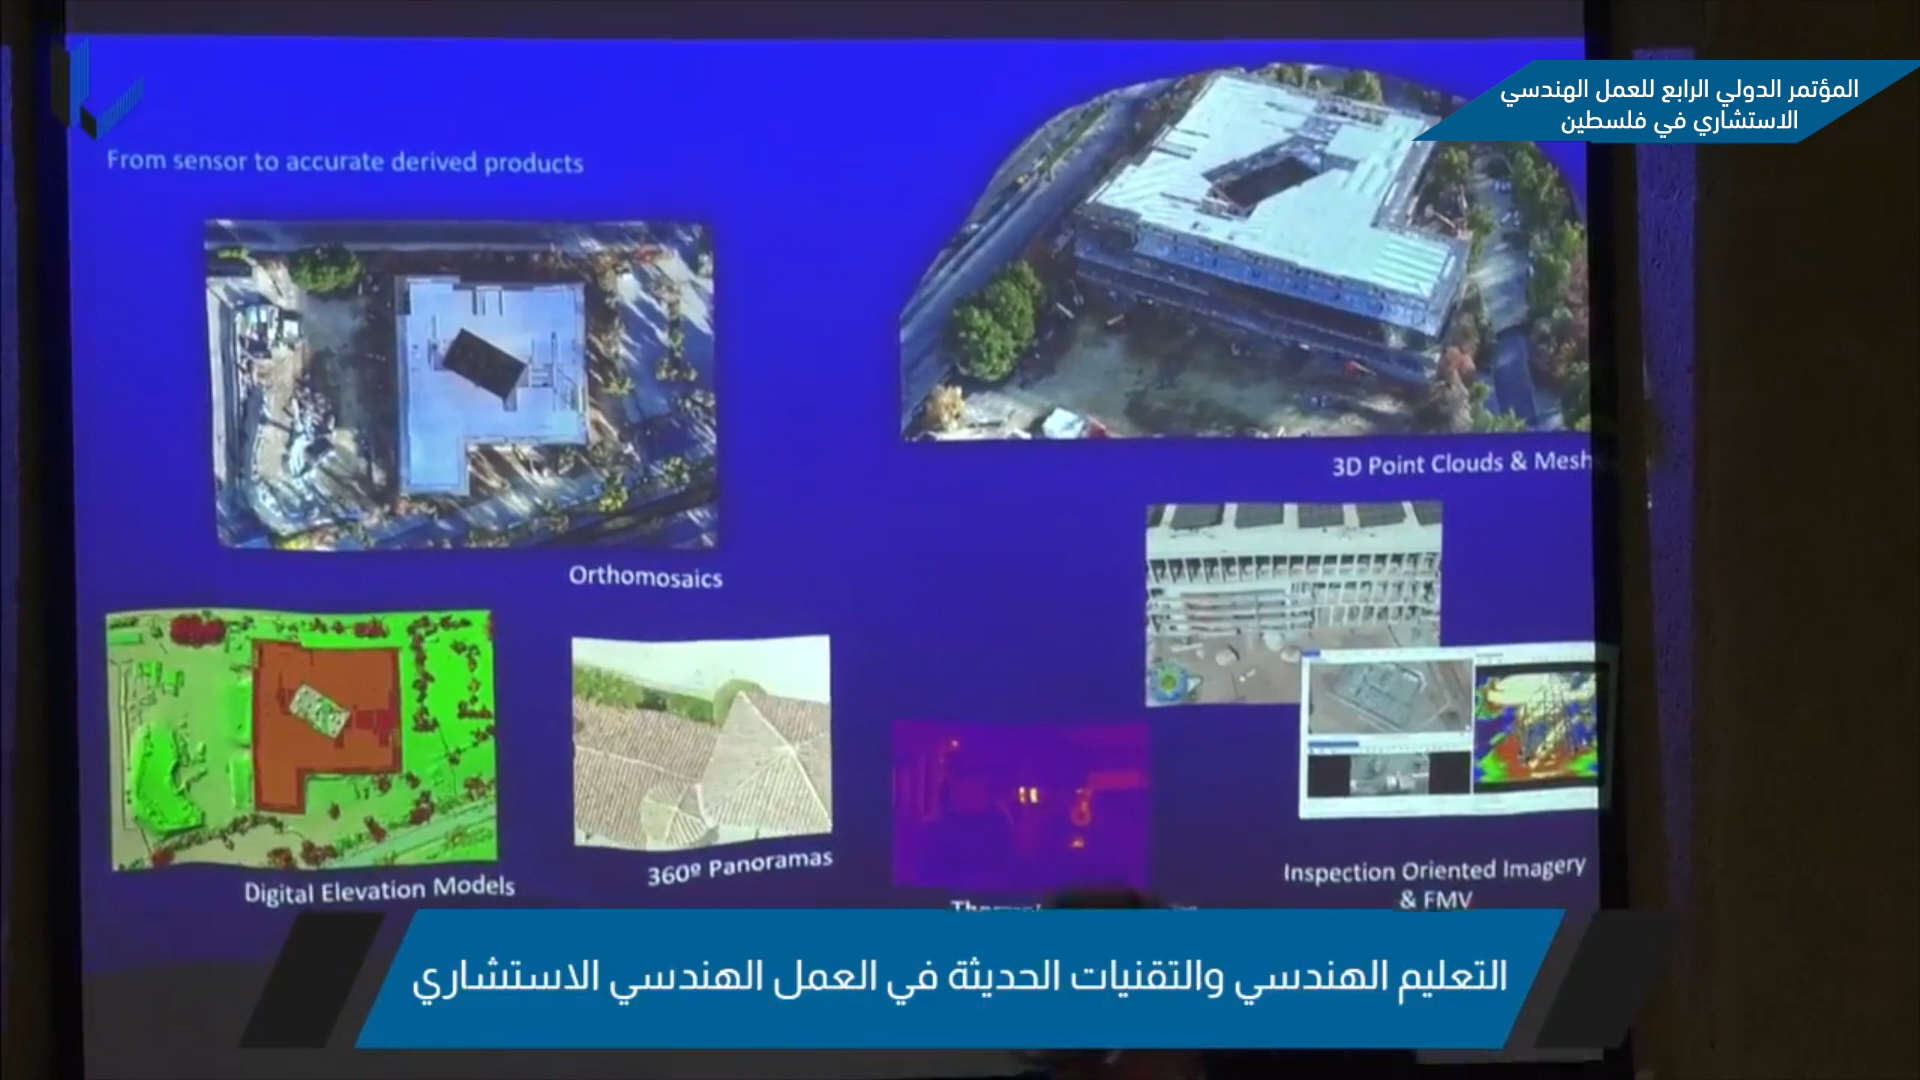 المؤتمر الدولي الرابع للعمل الهندسي
الاستشاري في فلسطين
From sensor to accurate derived products
Orthomosaics
3D Point Clouds & Mesh
Digital Elevation Models
360º Panoramas
Inspection Oriented Imagery
& FMV
التعليم الهندسي والتقنيات الحديثة في العمل الهندسي الاستشاري